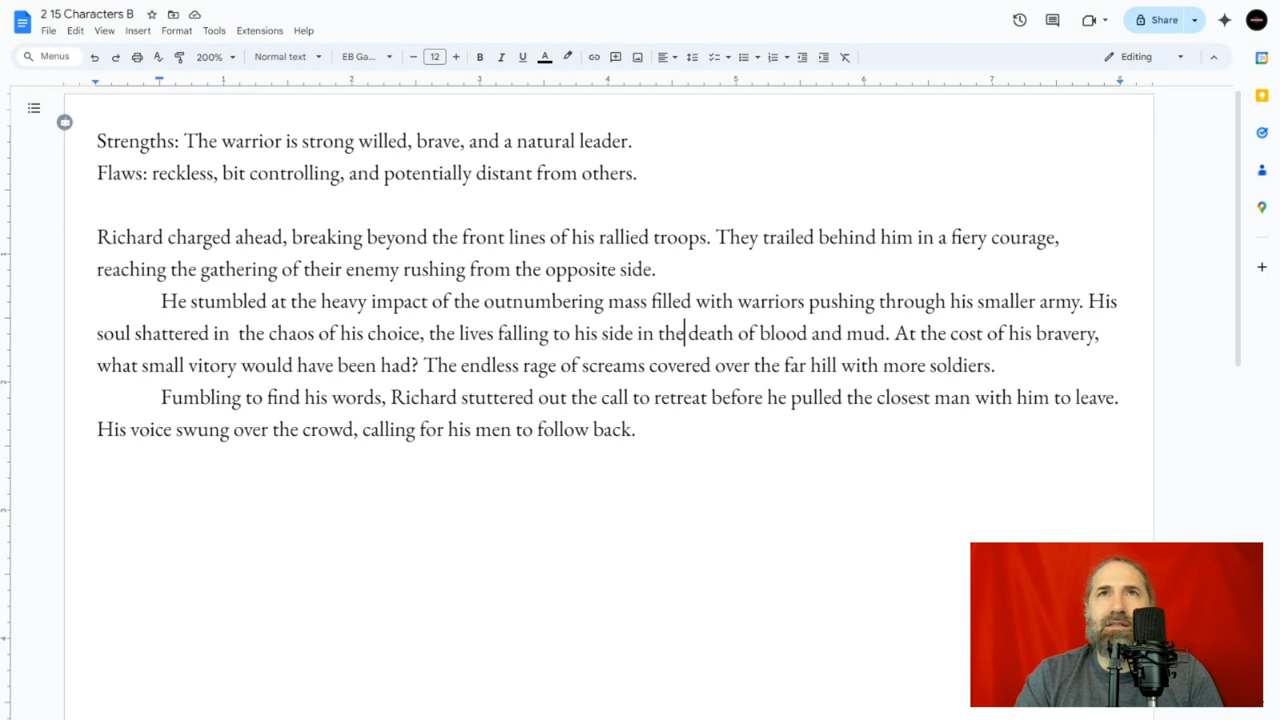 2 15 Characters B
File Edit View Insert Format Tools Extensions Help
Share
Menus 200% Normal text EB Ga... 12 B I U A Editing
1 2 3 4 5 6 7 8
Strengths: The warrior is strong willed, brave, and a natural leader.
Flaws: reckless, bit controlling, and potentially distant from others.
Richard charged ahead, breaking beyond the front lines of his rallied troops. They trailed behind him in a fiery courage,
reaching the gathering of their enemy rushing from the opposite side.
He stumbled at the heavy impact of the outnumbering mass filled with warriors pushing through his smaller army. His
soul shattered in  the chaos of his choice, the lives falling to his side in the death of blood and mud. At the cost of his bravery,
what small vitory would have been had? The endless rage of screams covered over the far hill with more soldiers.
Fumbling to find his words, Richard stuttered out the call to retreat before he pulled the closest man with him to leave.
His voice swung over the crowd, calling for his men to follow back.